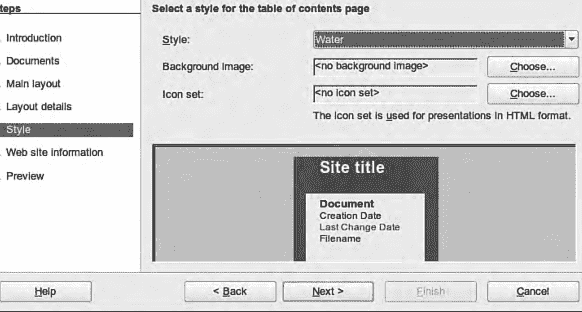 teps
Introduction
Documents
Main layout
Layout details
Style
Web site information
Preview
Select a style for the table of contents page
Style: Water
Background image: <no background image> Choose...
Icon set: <no icon set> Choose...
The icon set is used for presentations in HTML format.
Site title
Document
Creation Date
Last Change Date
Filename
Help < Back Next > Finish Cancel